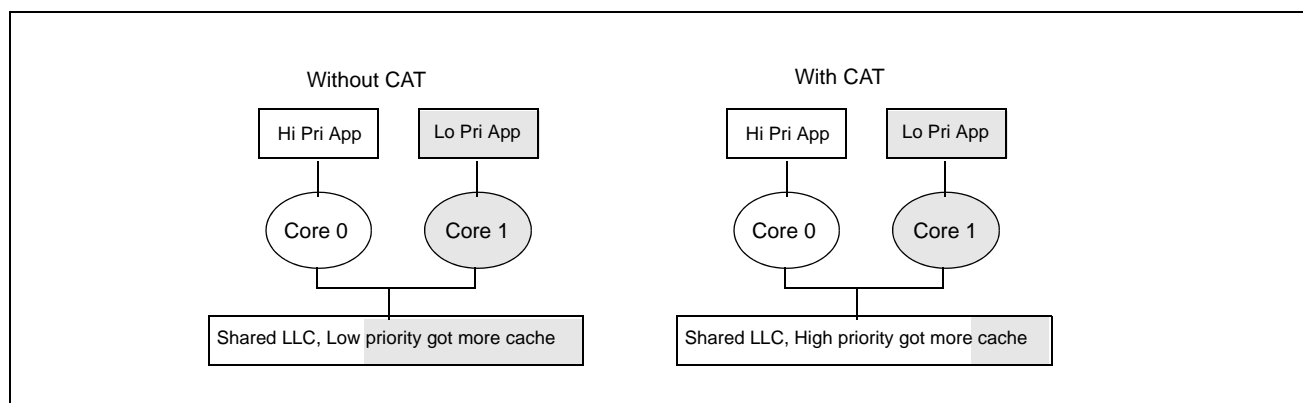 Without CAT
Hi Pri App
Lo Pri App
Core 0
Core 1
Shared LLC, Low priority got more cache
With CAT
Hi Pri App
Lo Pri App
Core 0
Core 1
Shared LLC, High priority got more cache